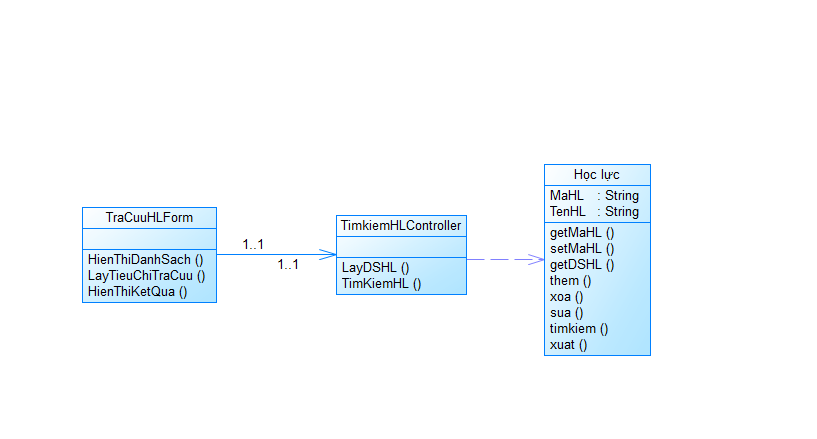 TraCuuHLForm
HienThiDanhSach ()
LayTieuChiTraCuu ()
HienThiKetQua ()
1..1
1..1
TimkiemHLController
LayDSHL ()
TimKiemHL ()
Học lực
MaHL : String
TenHL : String
getMaHL ()
setMaHL ()
getDSHL ()
them ()
xoa ()
sua ()
timkiem ()
xuat ()